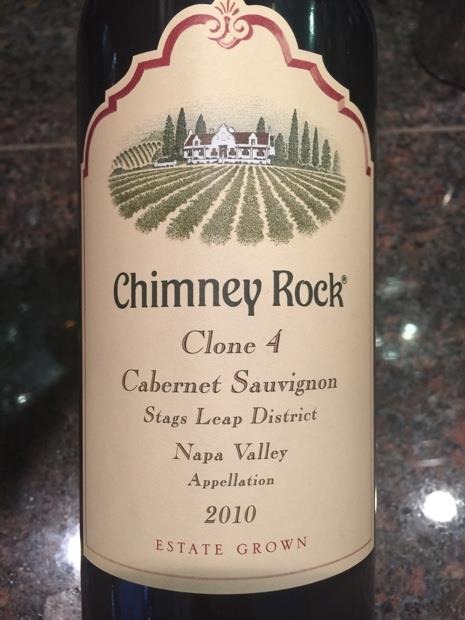 Chimney Rock®
Clone 4
Cabernet Sauvignon
Stags Leap District
Napa Valley
Appellation
2010
ESTATE GROWN